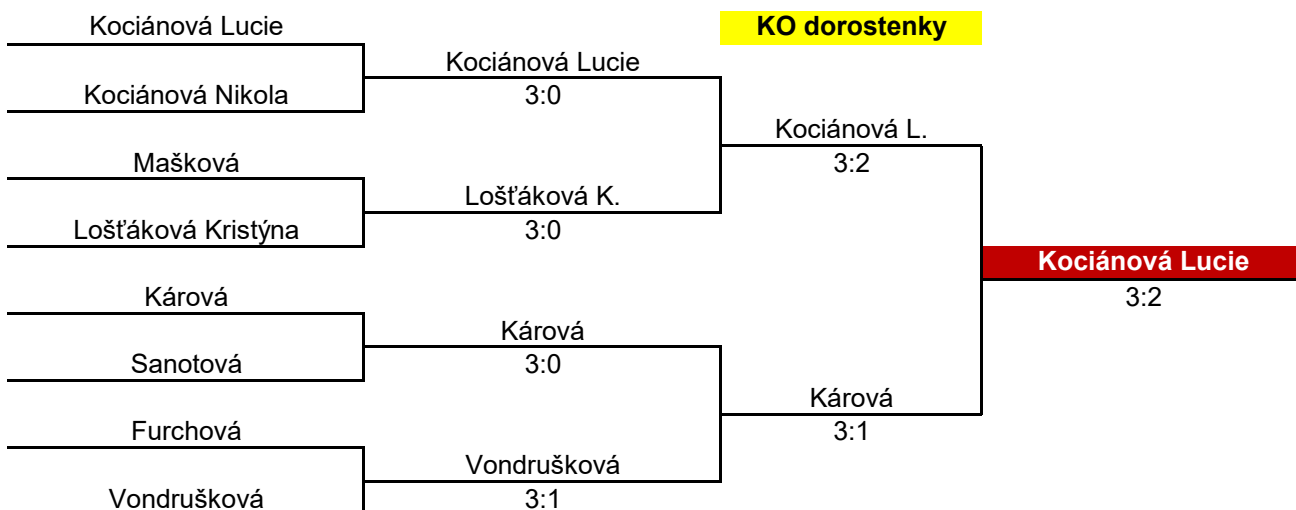 Kociánová Lucie
KO dorostenky
Kociánová Lucie
Kociánová Nikola
3:0
Kociánová L.
Mašková
3:2
Lošťáková K.
Lošťáková Kristýna
3:0
Kociánová Lucie
Kárová
3:2
Kárová
Sanotová
3:0
Kárová
Furchová
3:1
Vondrušková
Vondrušková
3:1